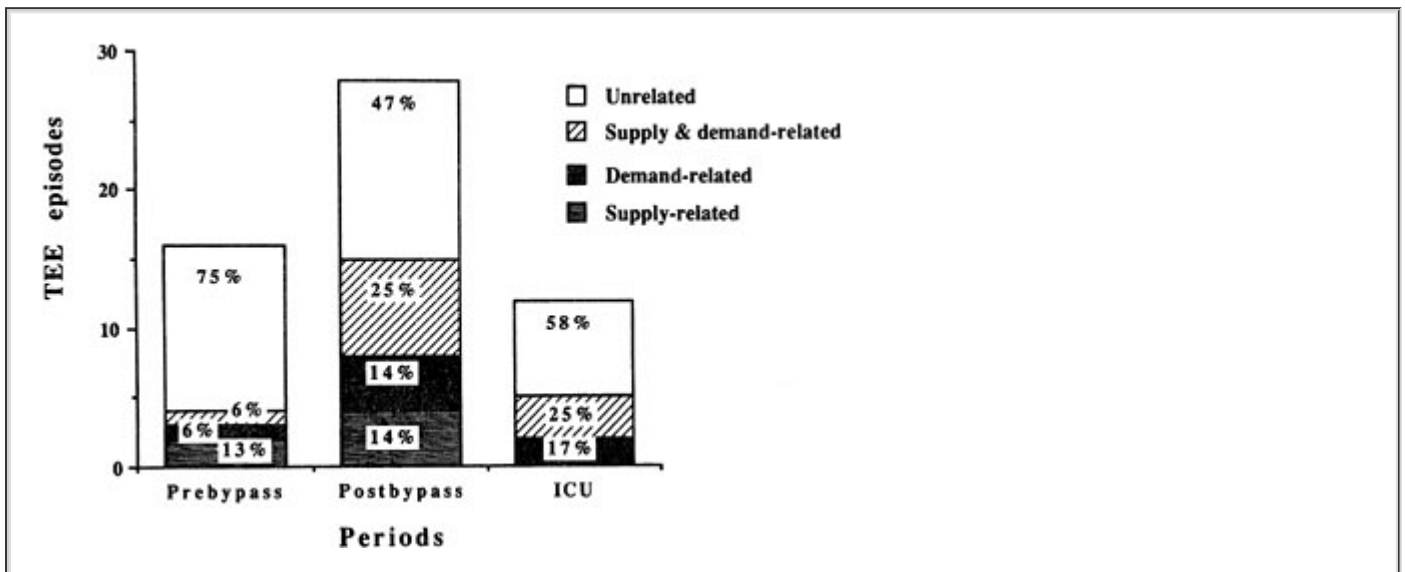 30
20
10
0
TEE episodes
75%
6%
6%
13%
47%
25%
14%
14%
58%
25%
17%
Unrelated
Supply & demand-related
Demand-related
Supply-related
Prebypass Postbypass ICU
Periods